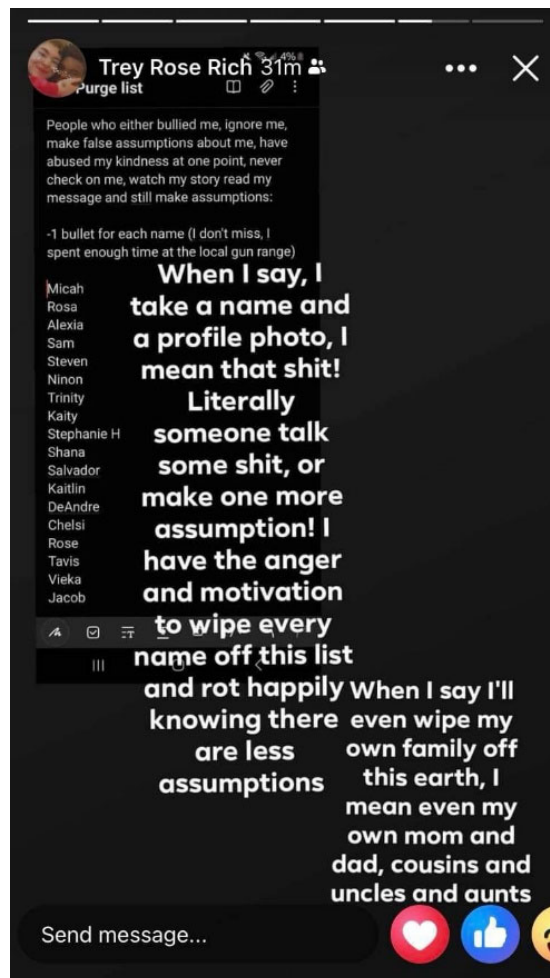 Trey Rose Rich 31m
4%
Purge list
People who either bullied me, ignore me,
make false assumptions about me, have
abused my kindness at one point, never
check on me, watch my story read my
message and still make assumptions:
-1 bullet for each name (I don't miss, I
spent enough time at the local gun range)
Micah
Rosa
Alexia
Sam
Steven
Ninon
Trinity
Kaity
Stephanie H
Shana
Salvador
Kaitlin
DeAndre
Chelsi
Rose
Tavis
Vieka
Jacob
When I say, I
take a name and
a profile photo, I
mean that shit!
Literally
someone talk
some shit, or
make one more
assumption! I
have the anger
and motivation
to wipe every
name off this list
and rot happily
knowing there
are less
assumptions
When I say I'll
even wipe my
own family off
this earth, I
mean even my
own mom and
dad, cousins and
uncles and aunts
Send message...